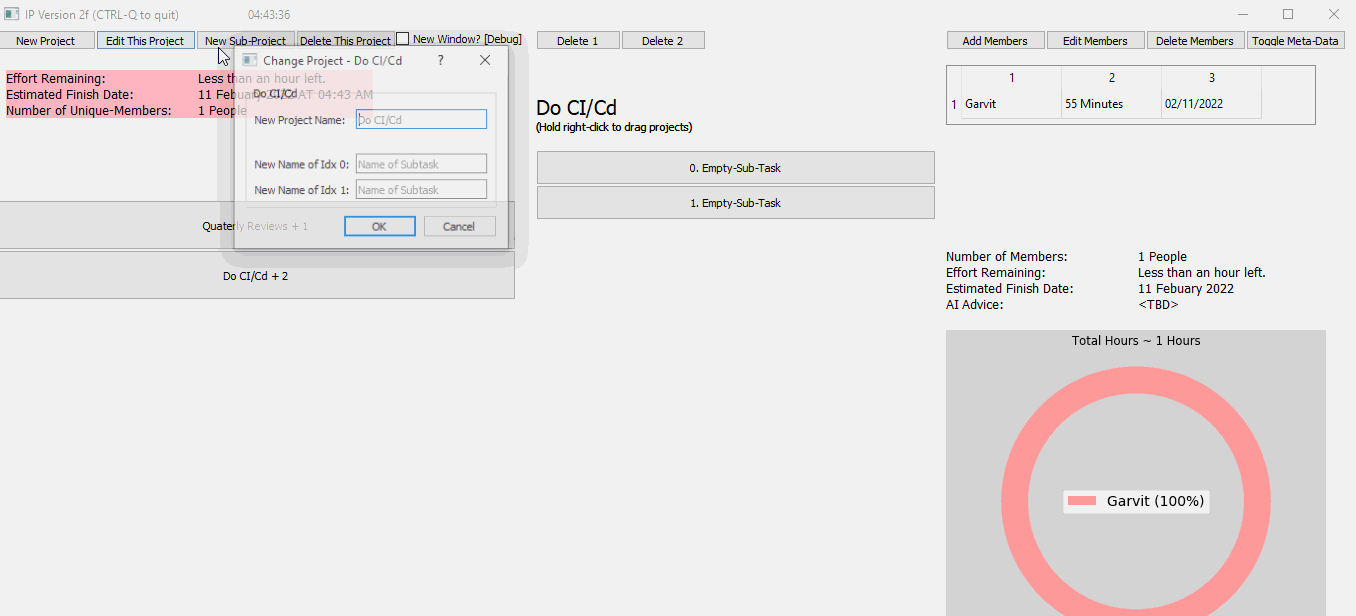 IP Version 2f (CTRL-Q to quit) 04:43:36
New Project Edit This Project New Sub-Project Delete This Project New Window? [Debug] Delete 1 Delete 2 Add Members Edit Members Delete Members Toggle Meta-Data
Change Project - Do CI/Cd ?
Effort Remaining: Less than an hour left.
Estimated Finish Date: 11 Febuary 2022 AT 04:43 AM
Number of Unique-Members: 1 People
Do CI/Cd
New Project Name: Do CI/Cd
New Name of Idx 0: Name of Subtask
New Name of Idx 1: Name of Subtask
OK Cancel
Quaterly Reviews + 1
Do CI/Cd + 2
Do CI/Cd
(Hold right-click to drag projects)
0. Empty-Sub-Task
1. Empty-Sub-Task
1 2 3
1 Garvit 55 Minutes 02/11/2022
Number of Members: 1 People
Effort Remaining: Less than an hour left.
Estimated Finish Date: 11 Febuary 2022
AI Advice: <TBD>
Total Hours ~ 1 Hours
Garvit (100%)